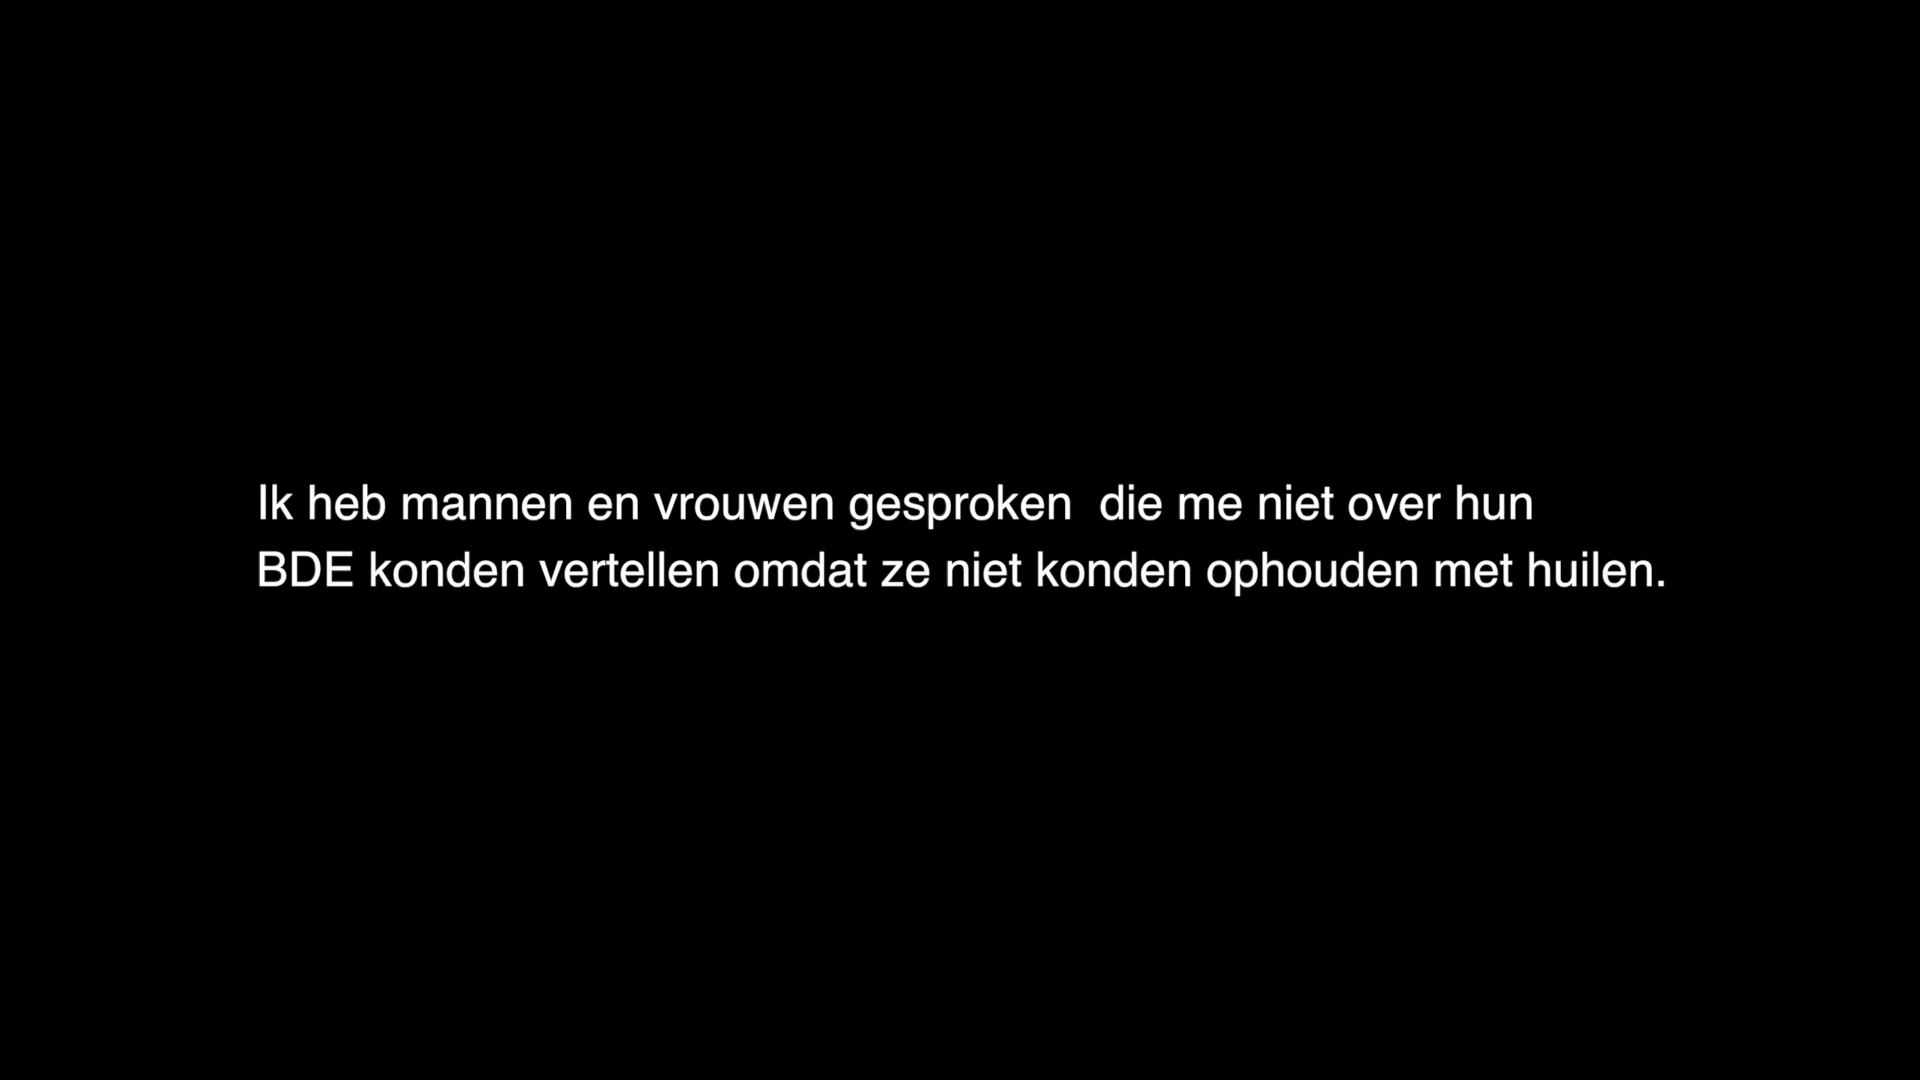 Ik heb mannen en vrouwen gesproken  die me niet over hun
BDE konden vertellen omdat ze niet konden ophouden met huilen.